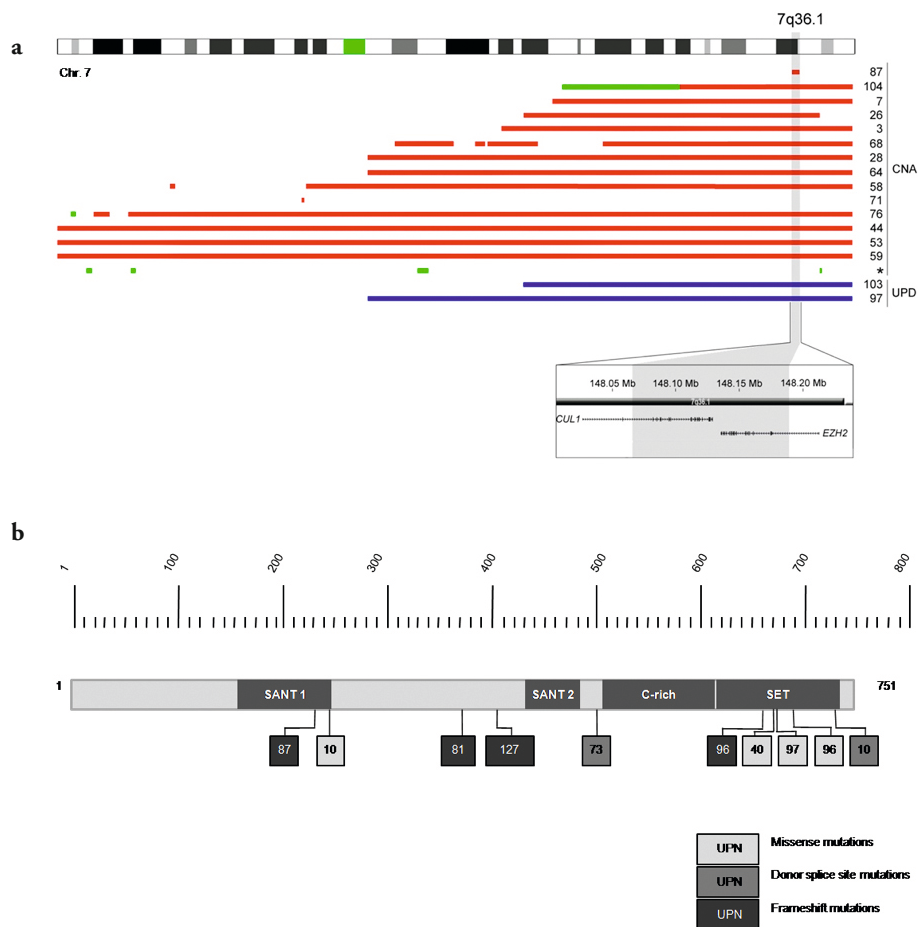 7q36.1
a
Chr. 7
87
104
7
26
3
68
28
64
58
71
76
44
53
59
*
CNA
103
97
UPD
148.05 Mb 148.10 Mb 148.15 Mb 148.20 Mb
7q36.1
CUL1
EZH2
b
1 100 200 300 400 500 600 700 800
1 SANT 1 SANT 2 C-rich SET 751
87 10 81 127 73 96 40 97 96 10
UPN Missense mutations
UPN Donor splice site mutations
UPN Frameshift mutations